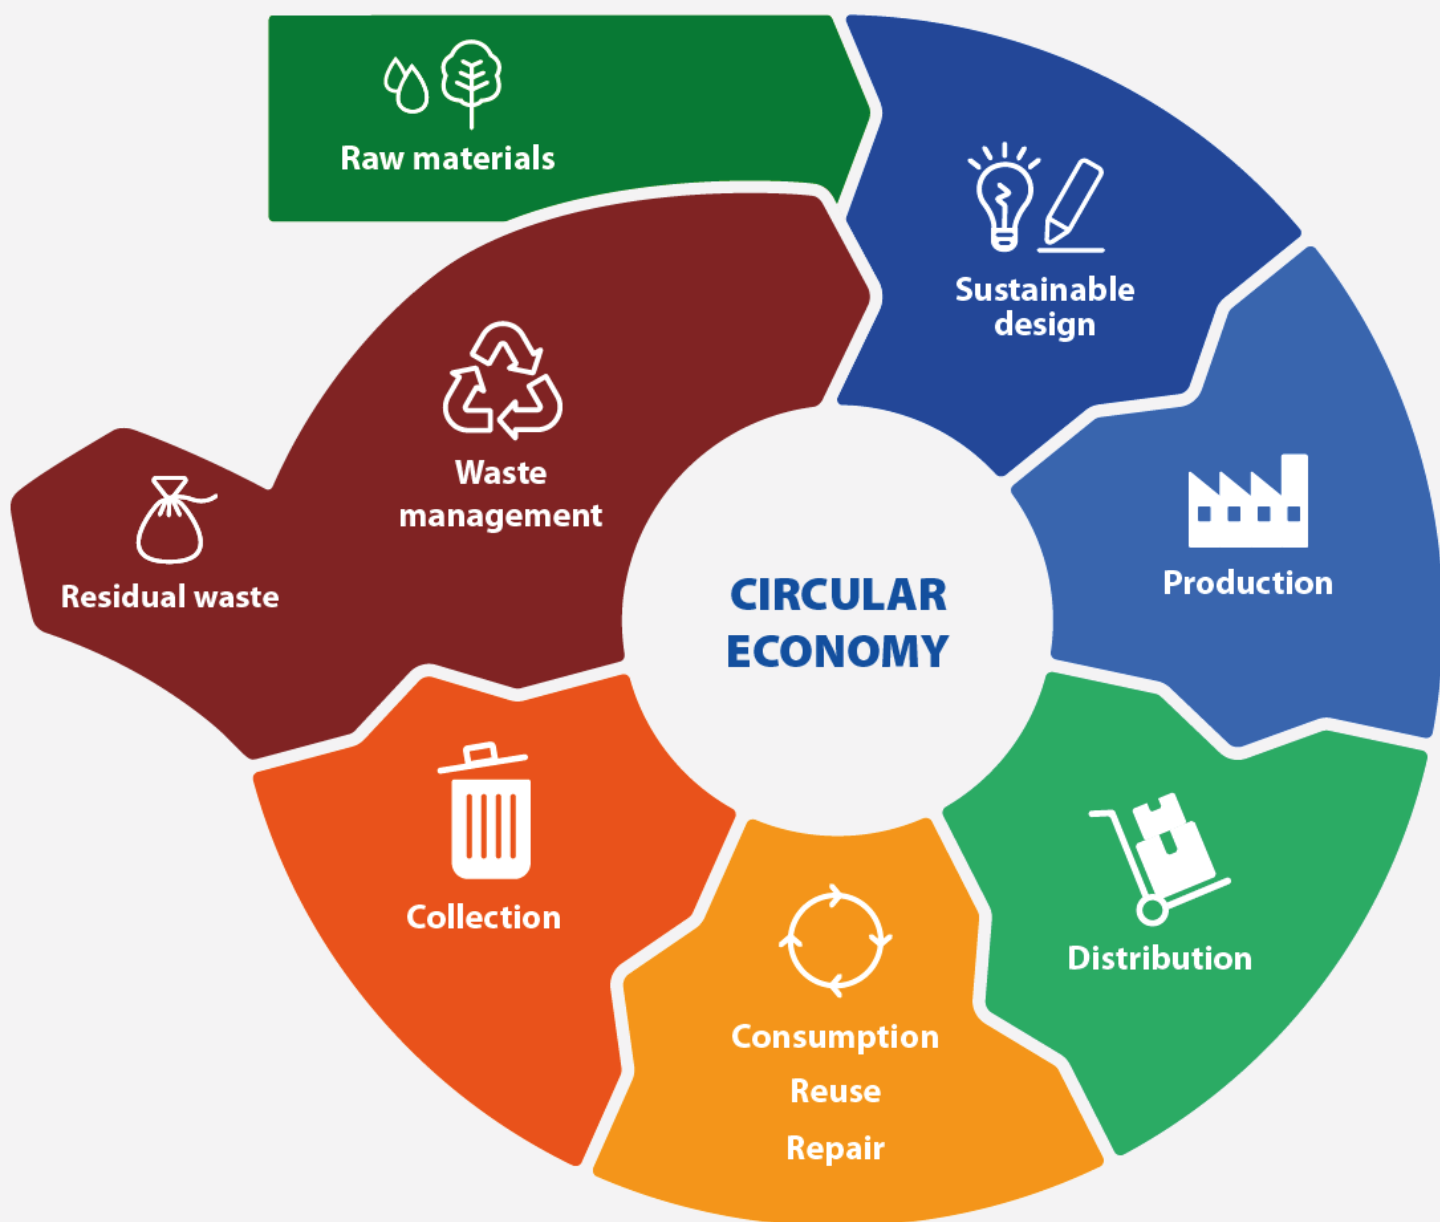 Raw materials
Sustainable
design
Production
Distribution
Consumption
Reuse
Repair
Collection
Waste
management
Residual waste
CIRCULAR
ECONOMY